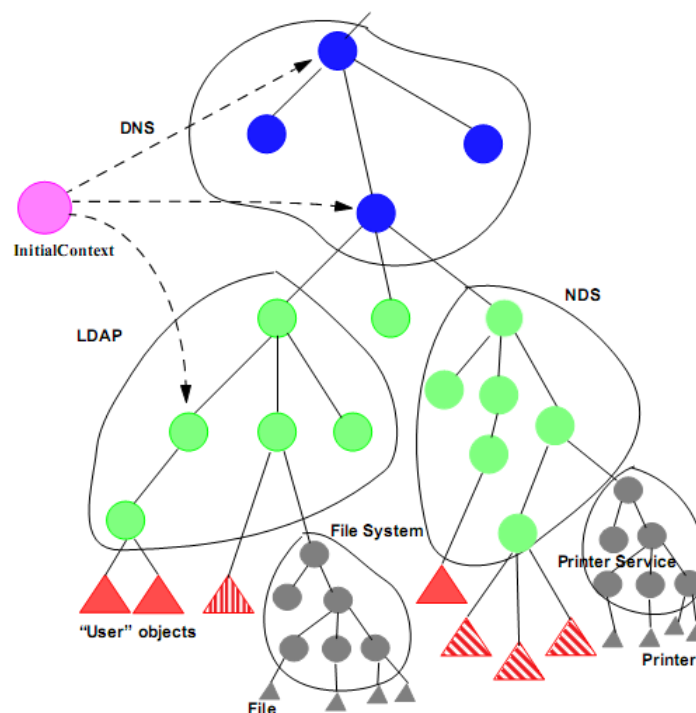 DNS
InitialContext
NDS
LDAP
File System
Printer Service
“User” objects
Printer
File